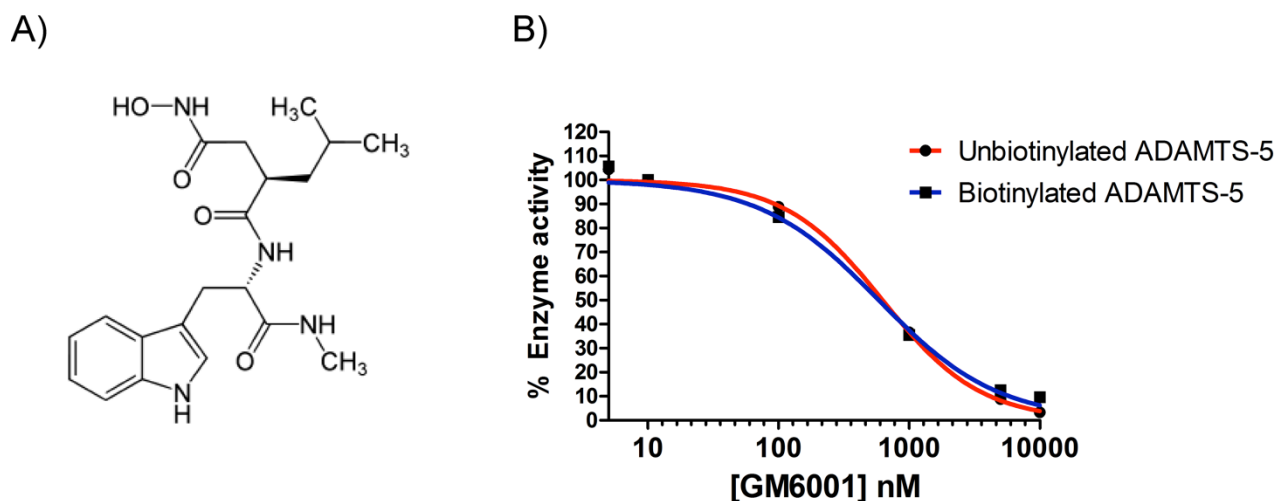 A)
HO
NH
H₃C
CH₃
O
O
NH
NH
O
CH₃
N
H
B)
% Enzyme activity
120
110
100
90
80
70
60
50
40
30
20
10
0
10
100
1000
10000
[GM6001] nM
Unbiotinylated ADAMTS-5
Biotinylated ADAMTS-5